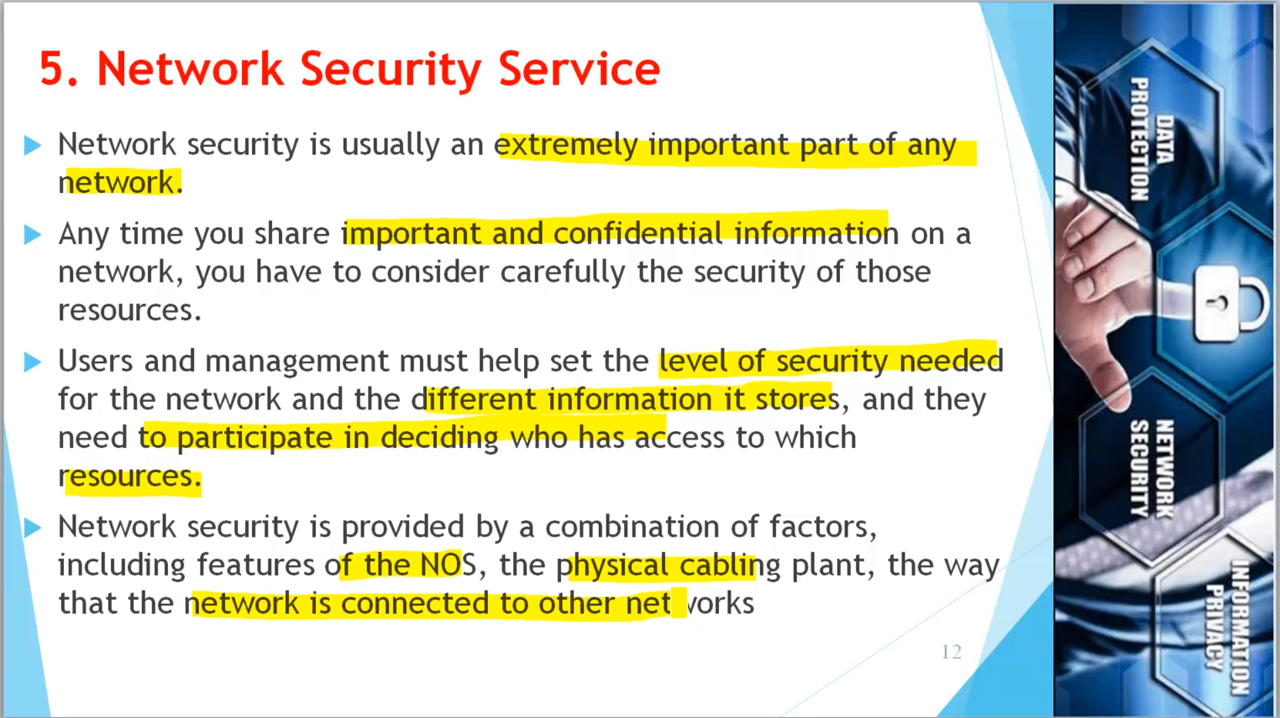 5. Network Security Service
Network security is usually an extremely important part of any
network.
Any time you share important and confidential information on a
network, you have to consider carefully the security of those
resources.
Users and management must help set the level of security needed
for the network and the different information it stores, and they
need to participate in deciding who has access to which
resources.
Network security is provided by a combination of factors,
including features of the NOS, the physical cabling plant, the way
that the network is connected to other networks
12
DATA
PROTECTION
NETWORK
SECURITY
INFORMATION
PRIVACY